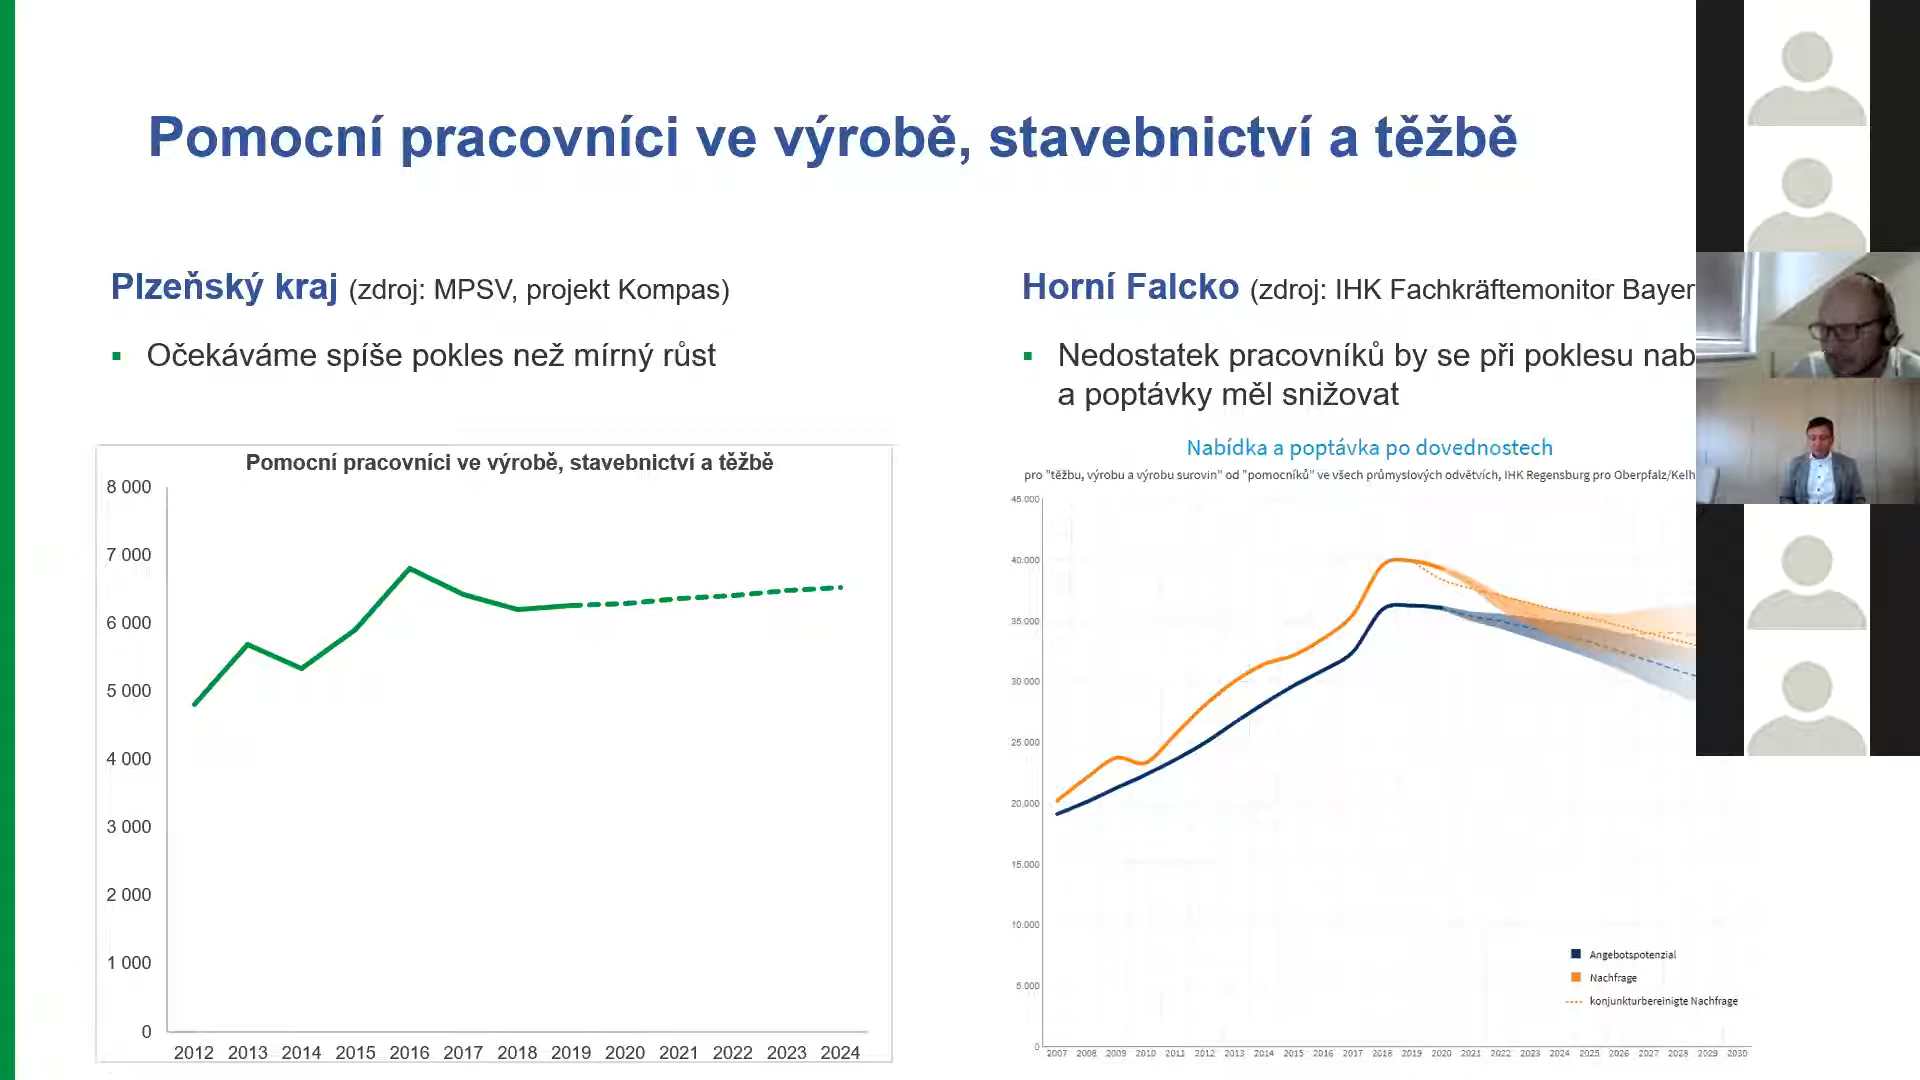 Pomocní pracovníci ve výrobě, stavebnictví a těžbě
Plzeňský kraj (zdroj: MPSV, projekt Kompas)
▪ Očekáváme spíše pokles než mírný růst
Pomocní pracovníci ve výrobě, stavebnictví a těžbě
8 000
7 000
6 000
5 000
4 000
3 000
2 000
1 000
0
2012 2013 2014 2015 2016 2017 2018 2019 2020 2021 2022 2023 2024
Horní Falcko (zdroj: IHK Fachkräftemonitor Bayer
▪ Nedostatek pracovníků by se při poklesu nab
a poptávky měl snižovat
Nabídka a poptávka po dovednostech
pro "těžbu, výrobu a výrobu surovin" od "pomocníků" ve všech průmyslových odvětvích, IHK Regensburg pro Oberpfalz/Kelh
45.000
40.000
35.000
30.000
25.000
20.000
15.000
10.000
5.000
0
Angebotspotenzial
Nachfrage
konjunkturbereinigte Nachfrage
2007 2008 2009 2010 2011 2012 2013 2014 2015 2016 2017 2018 2019 2020 2021 2022 2023 2024 2025 2026 2027 2028 2029 2030